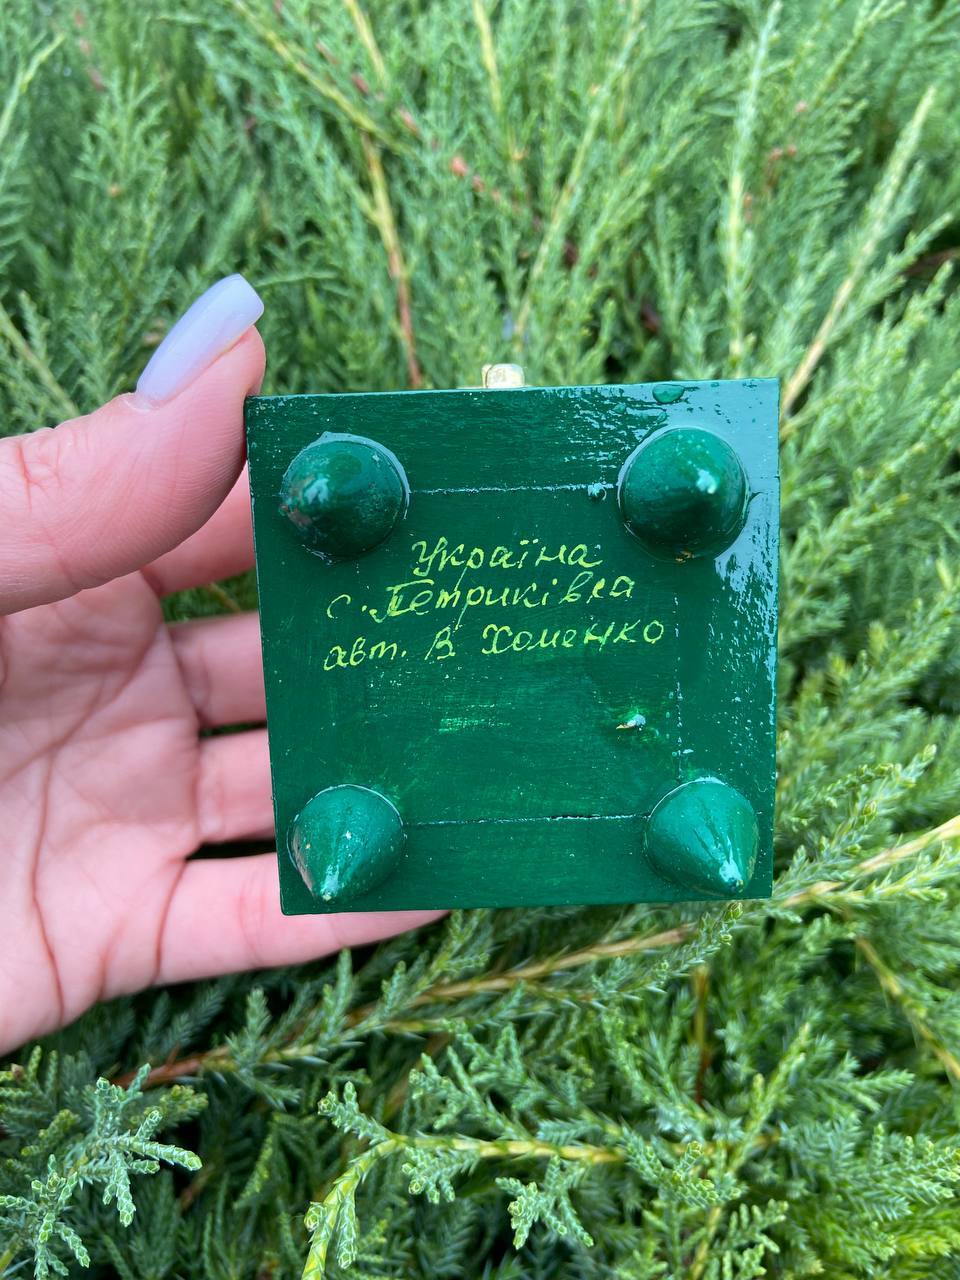 Україна
с. Петриківка
авт. В. Хоменко